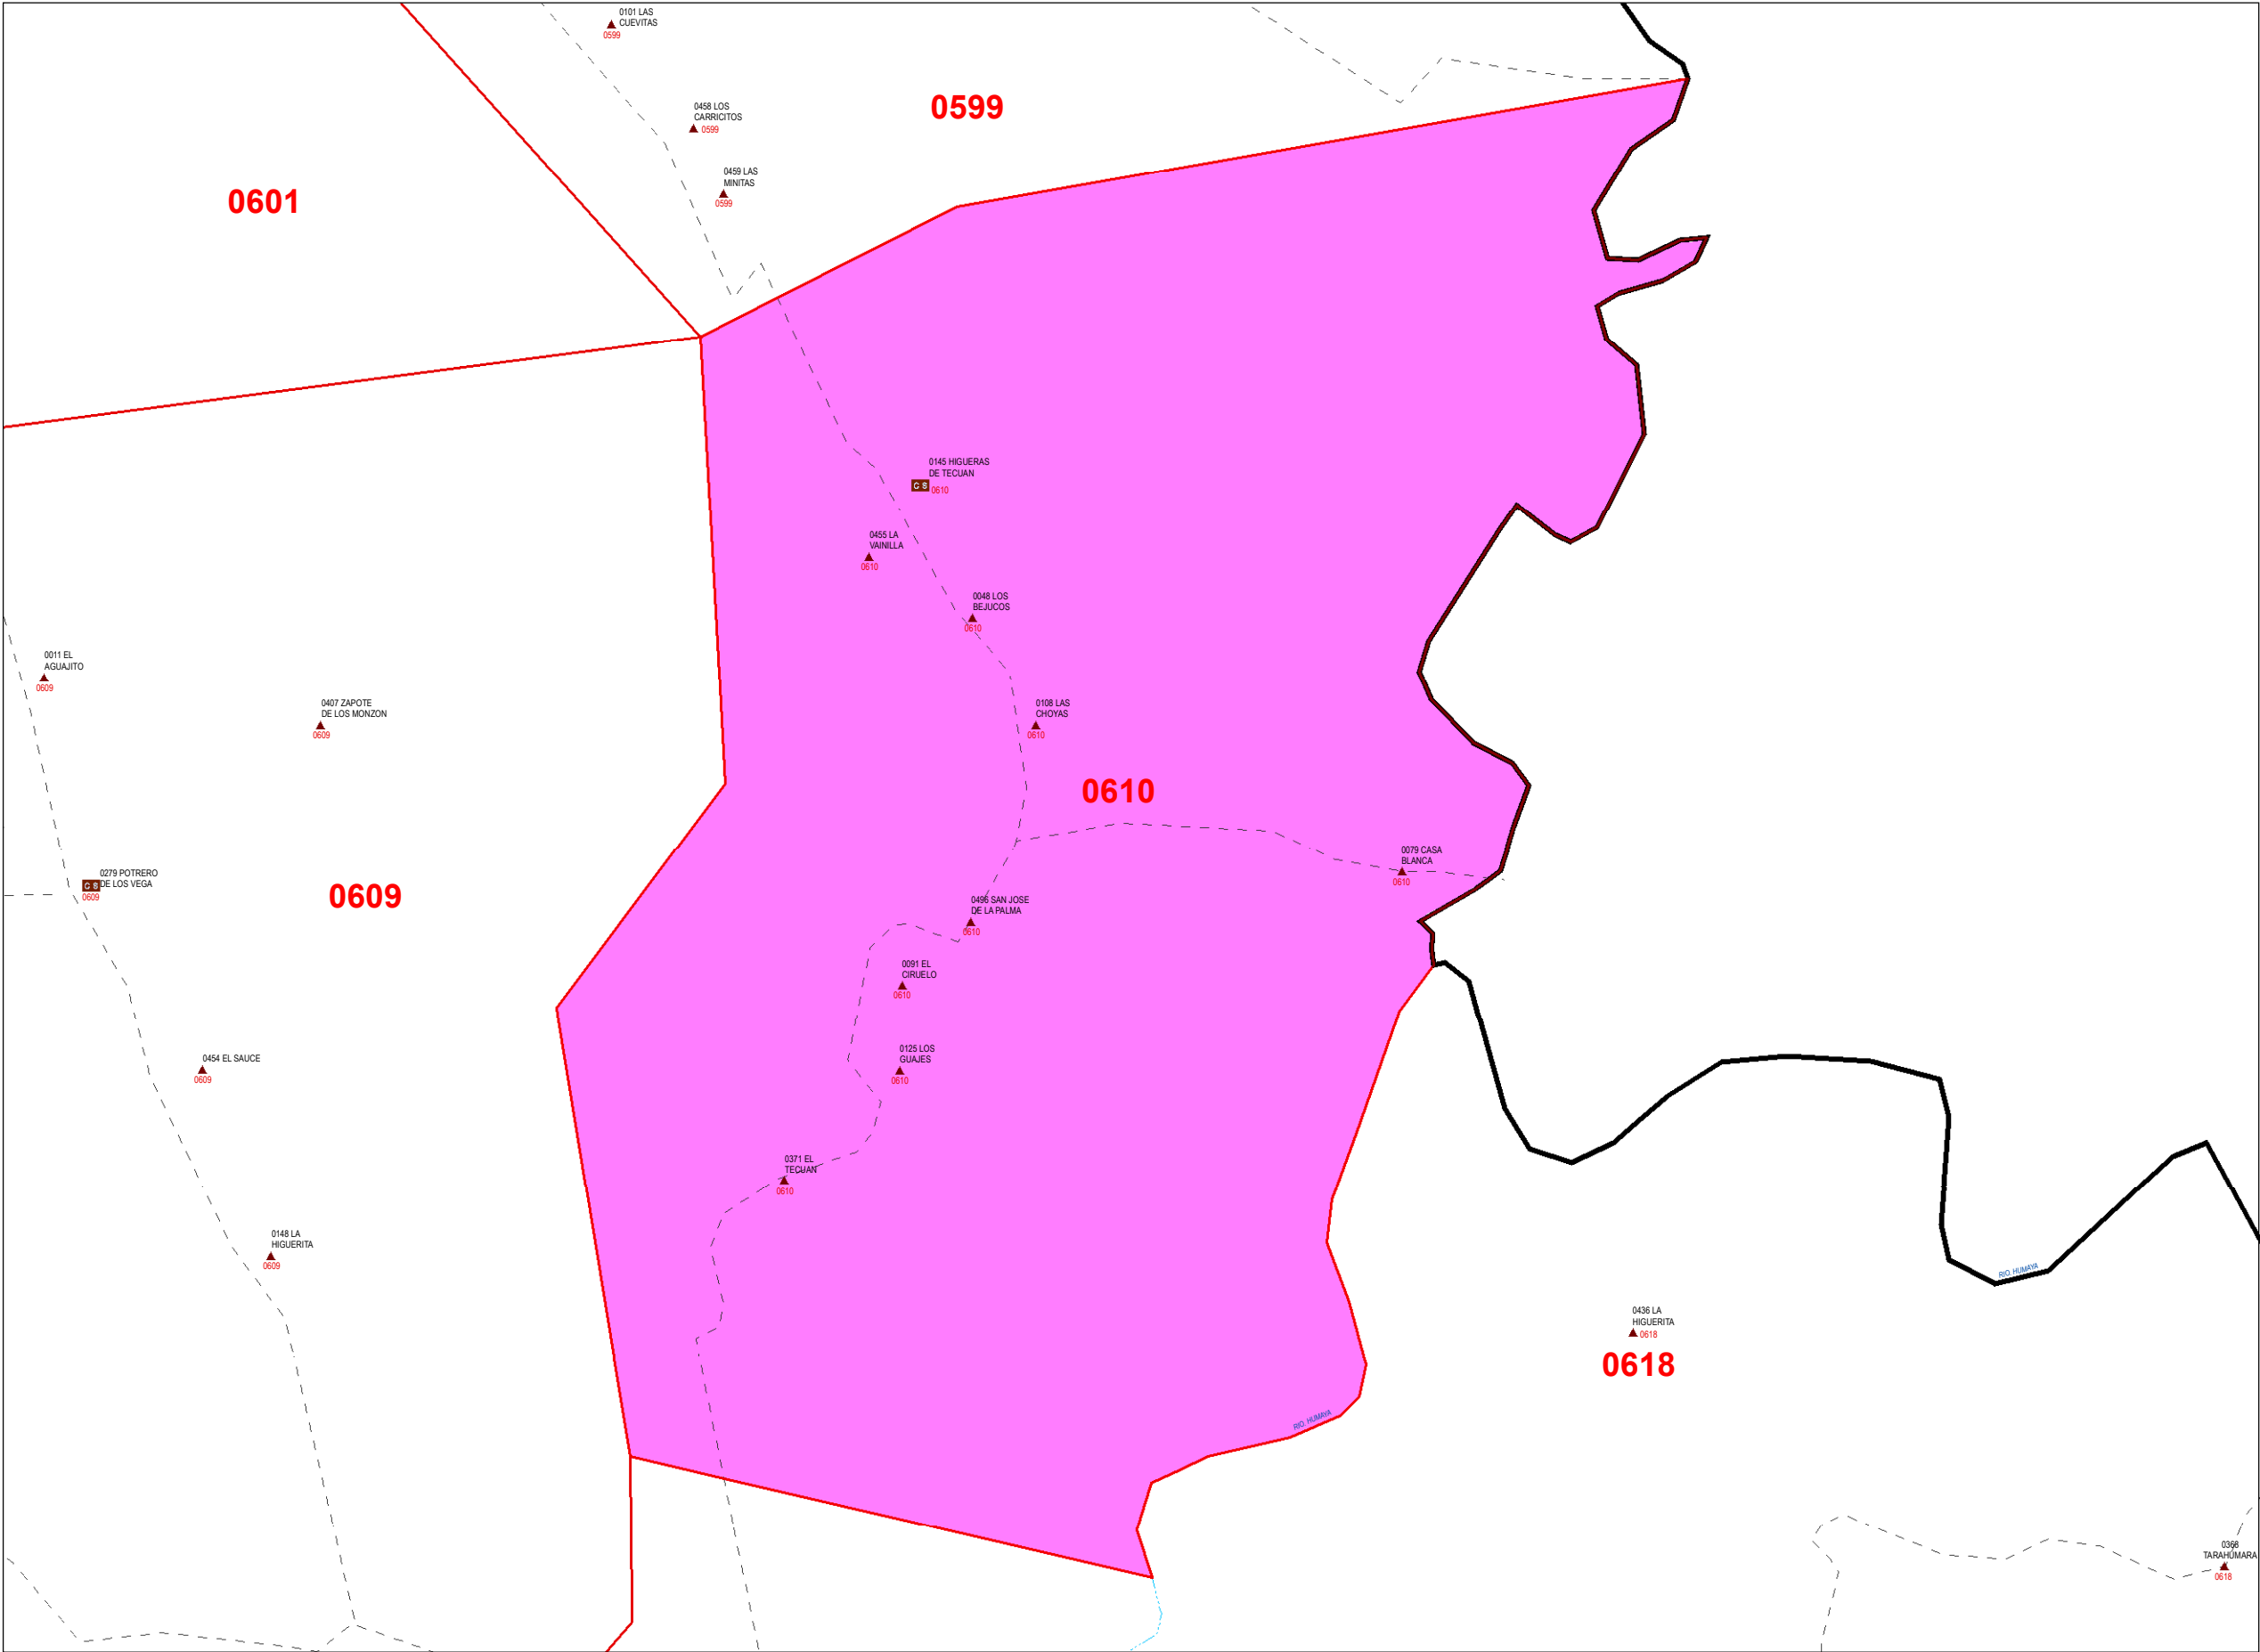 0101 LAS
CUEVITAS
0599
0458 LOS
CARRICITOS
0599
0599
0459 LAS
MINITAS
0599
0601
0145 HIGUERAS
DE TECUAN
C S
0610
0455 LA
VAINILLA
0610
0048 LOS
BEJUCOS
0610
0011 EL
AGUAJITO
0609
0407 ZAPOTE
DE LOS MONZON
0609
0108 LAS
CHOYAS
0610
0610
0079 CASA
BLANCA
0610
0279 POTRERO
DE LOS VEGA
C S
0609
0609
0496 SAN JOSE
DE LA PALMA
0610
0091 EL
CIRUELO
0610
0454 EL SAUCE
0609
0125 LOS
GUAJES
0610
0371 EL
TECUAN
0610
0148 LA
HIGUERITA
0609
RIO. HUMAYA
0436 LA
HIGUERITA
0618
0618
RIO. HUMAYA
0368
TARAHUMARA
0618